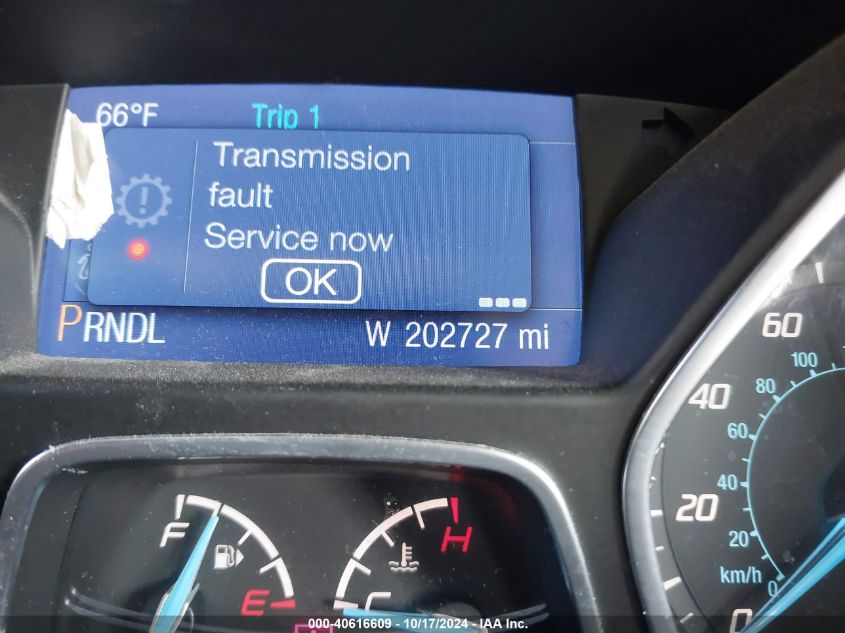 66°F Trip 1
Transmission
fault
Service now
OK
PRNDL W 202727 mi
F
E
H
C
60
40
20
0
100
80
60
40
20
0
km/h
000-40616609 - 10/17/2024 - IAA Inc.